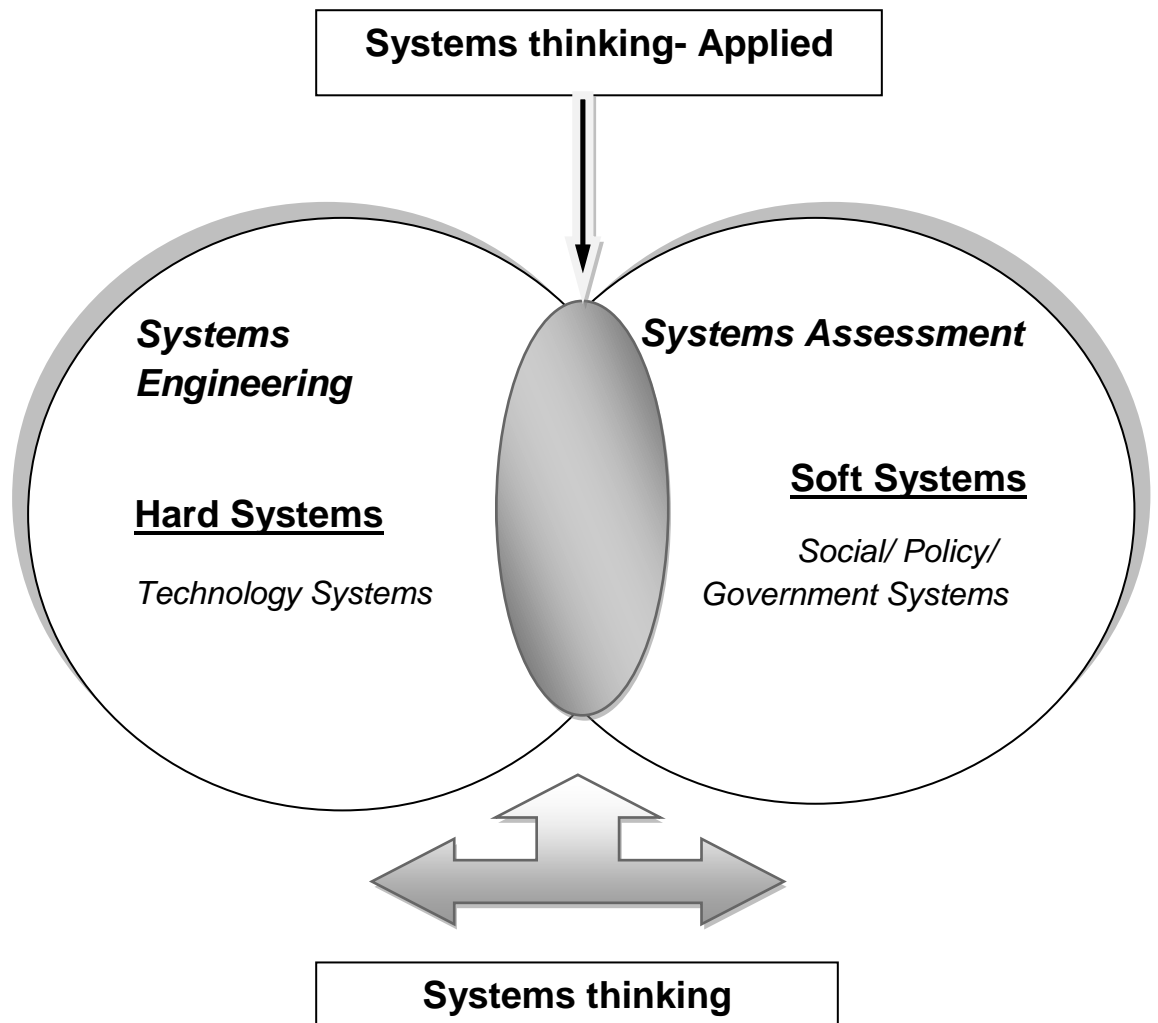 Systems thinking- Applied
Systems
Engineering
Hard Systems
Technology Systems
Systems Assessment
Soft Systems
Social/ Policy/
Government Systems
Systems thinking